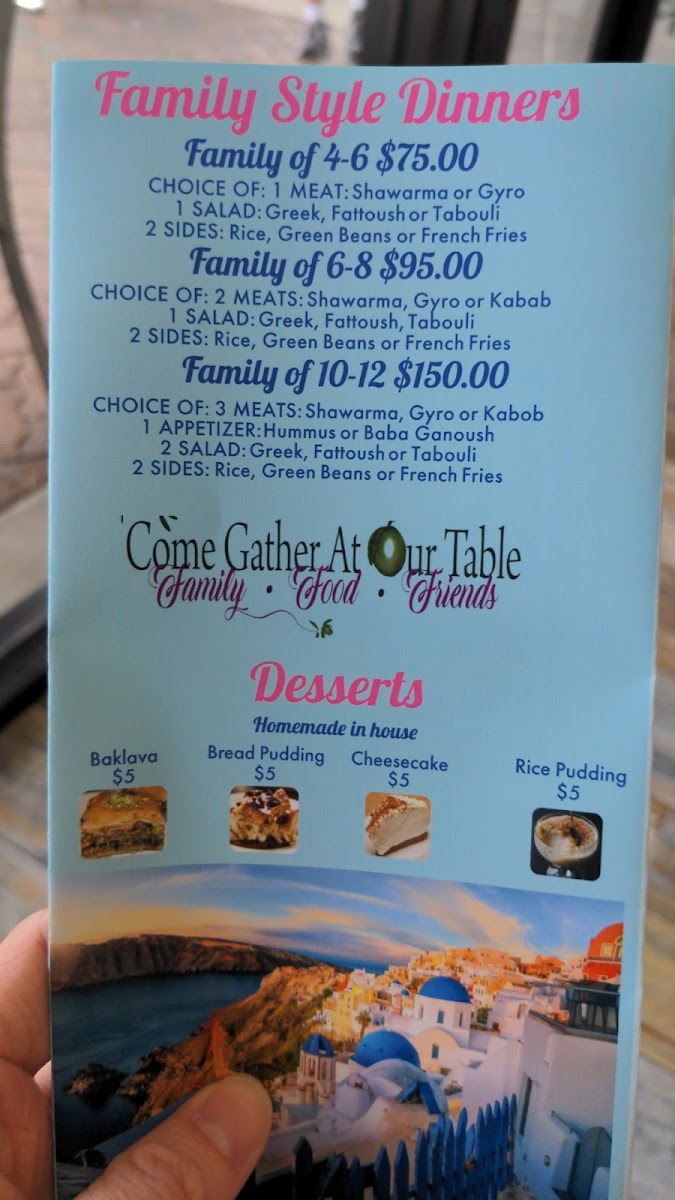 Family Style Dinners
Family of 4-6 $75.00
CHOICE OF: 1 MEAT: Shawarma or Gyro
1 SALAD: Greek, Fattoush or Tabouli
2 SIDES: Rice, Green Beans or French Fries
Family of 6-8 $95.00
CHOICE OF: 2 MEATS: Shawarma, Gyro or Kabab
1 SALAD: Greek, Fattoush, Tabouli
2 SIDES: Rice, Green Beans or French Fries
Family of 10-12 $150.00
CHOICE OF: 3 MEATS: Shawarma, Gyro or Kabob
1 APPETIZER: Hummus or Baba Ganoush
2 SALAD: Greek, Fattoush or Tabouli
2 SIDES: Rice, Green Beans or French Fries
'Come Gather At Our Table
Family • Food • Friends
Desserts
Homemade in house
Baklava
$5
Bread Pudding
$5
Cheesecake
$5
Rice Pudding
$5